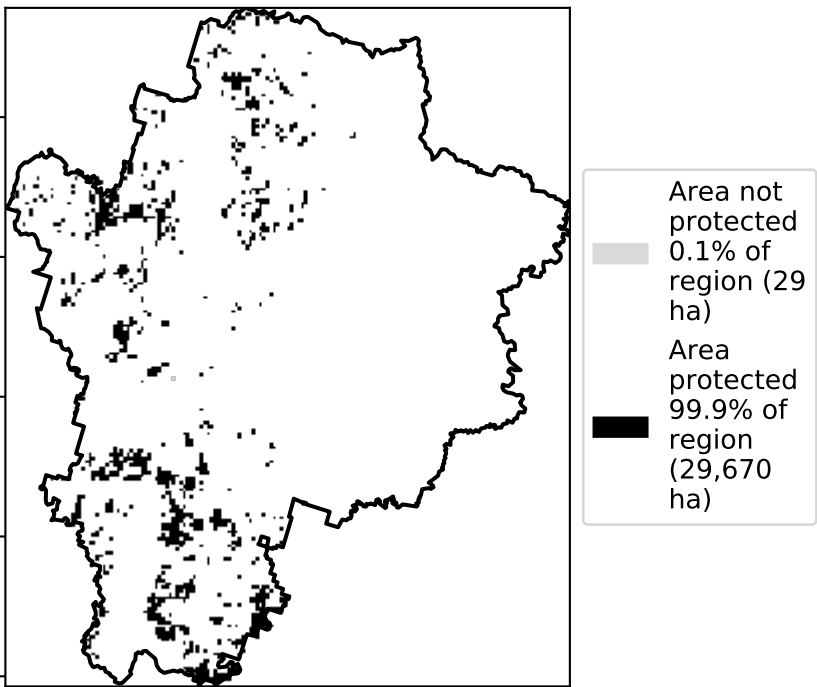 Area not
protected
0.1% of
region (29
ha)
Area
protected
99.9% of
region
(29,670
ha)